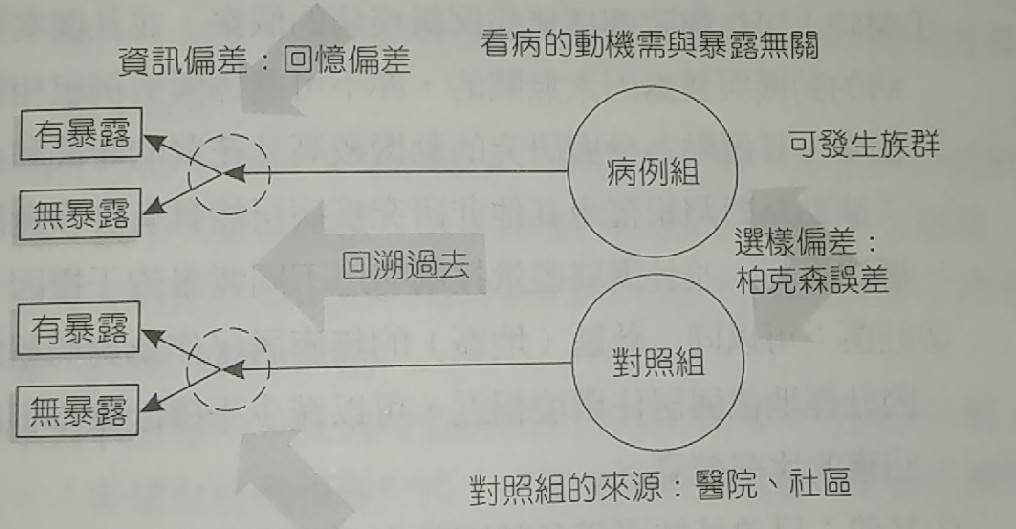 資訊偏差：回憶偏差
看病的動機需與暴露無關
有暴露
無暴露
病例組
可發生族群
回溯過去
選樣偏差：
柏克森誤差
有暴露
無暴露
對照組
對照組的來源：醫院、社區